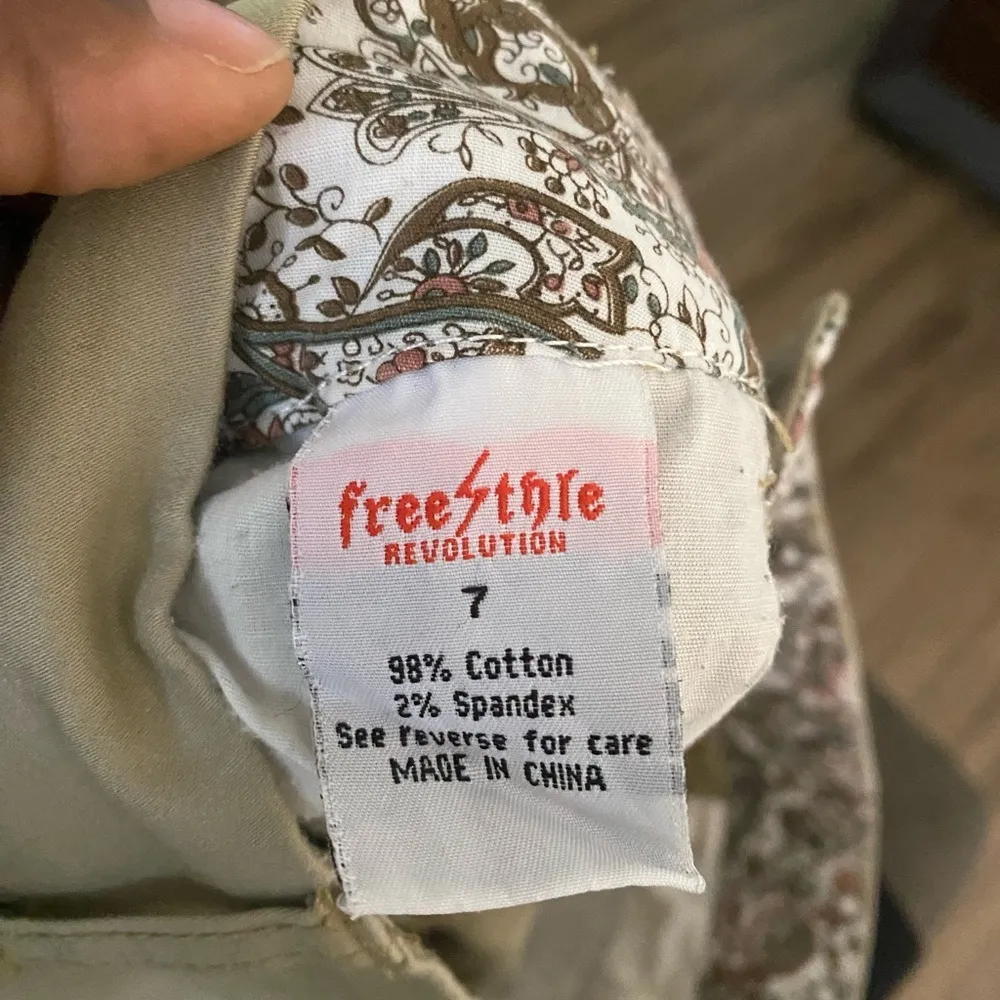 freeStyle
REVOLUTION
7
98% Cotton
2% Spandex
See reverse for care
MADE IN CHINA